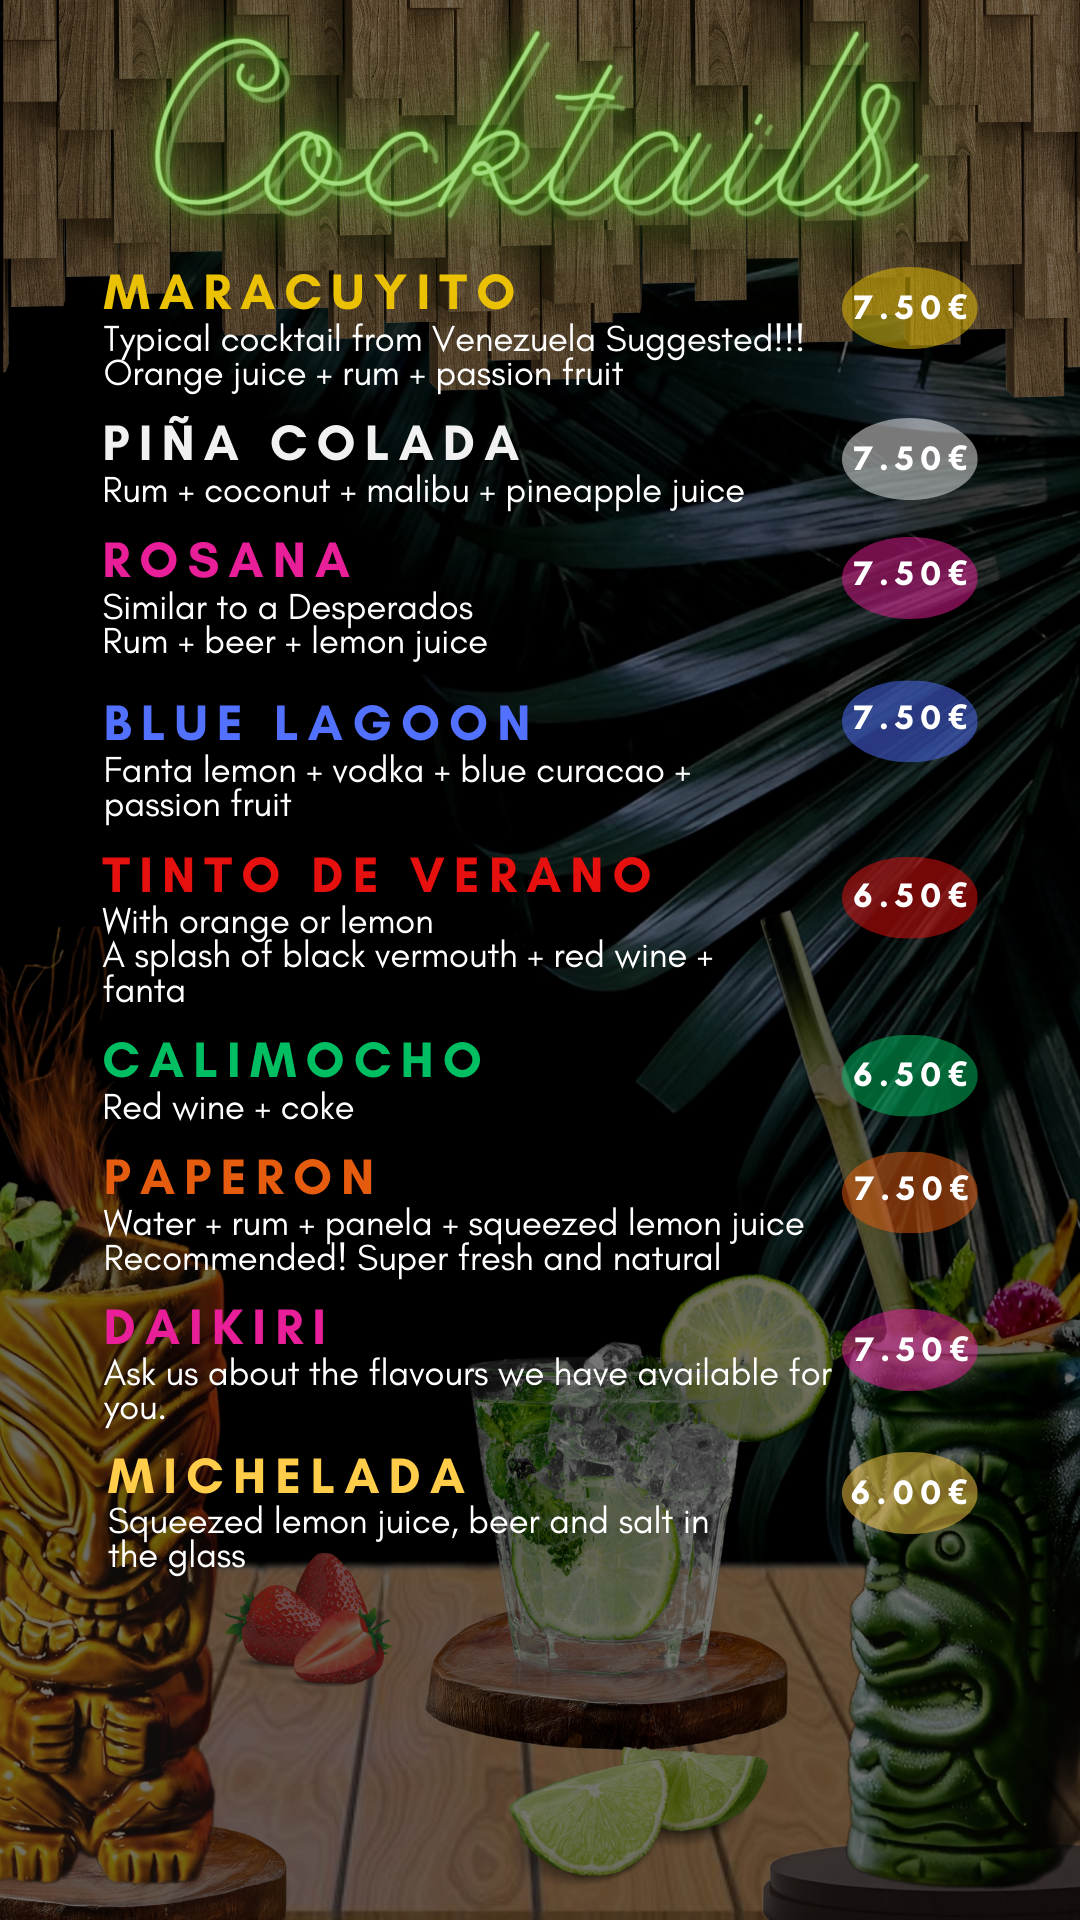 Cocktails
MARACUYITO
7.50€
Typical cocktail from Venezuela Suggested!!!
Orange juice + rum + passion fruit
PIÑA COLADA
7.50€
Rum + coconut + malibu + pineapple juice
ROSANA
7.50€
Similar to a Desperados
Rum + beer + lemon juice
BLUE LAGOON
7.50€
Fanta lemon + vodka + blue curacao +
passion fruit
TINTO DE VERANO
6.50€
With orange or lemon
A splash of black vermouth + red wine +
fanta
CALIMOCHO
6.50€
Red wine + coke
PAPERON
7.50€
Water + rum + panela + squeezed lemon juice
Recommended! Super fresh and natural
DAIKIRI
7.50€
Ask us about the flavours we have available for
you.
MICHELADA
6.00€
Squeezed lemon juice, beer and salt in
the glass